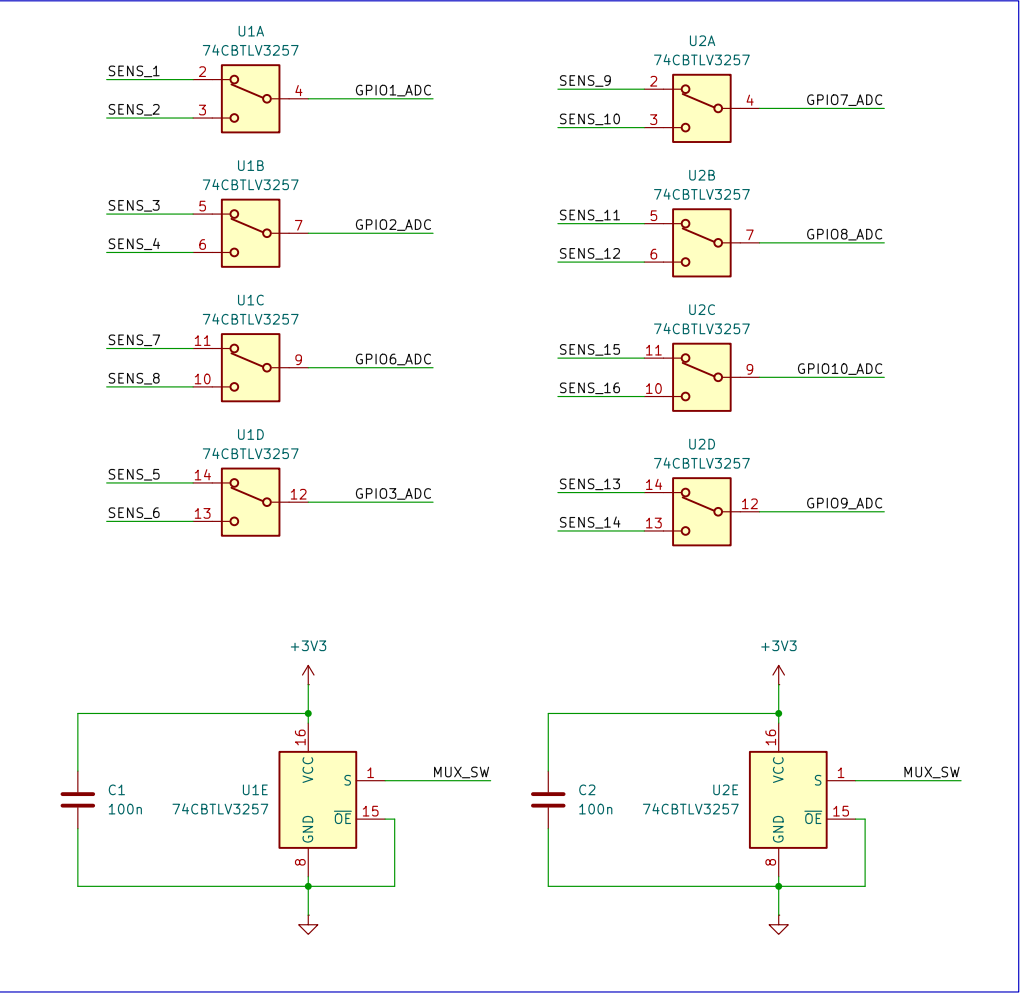 U1A
74CBTLV3257
SENS_1
2
SENS_2
3
4
GPIO1_ADC
U1B
74CBTLV3257
SENS_3
5
SENS_4
6
7
GPIO2_ADC
U1C
74CBTLV3257
SENS_7
11
SENS_8
10
9
GPIO6_ADC
U1D
74CBTLV3257
SENS_5
14
SENS_6
13
12
GPIO3_ADC
U2A
74CBTLV3257
SENS_9
2
SENS_10
3
4
GPIO7_ADC
U2B
74CBTLV3257
SENS_11
5
SENS_12
6
7
GPIO8_ADC
U2C
74CBTLV3257
SENS_15
11
SENS_16
10
9
GPIO10_ADC
U2D
74CBTLV3257
SENS_13
14
SENS_14
13
12
GPIO9_ADC
+3V3
16
VCC
C1
100n
U1E
74CBTLV3257
S
1
MUX_SW
OE
15
GND
8
+3V3
16
VCC
C2
100n
U2E
74CBTLV3257
S
1
MUX_SW
OE
15
GND
8